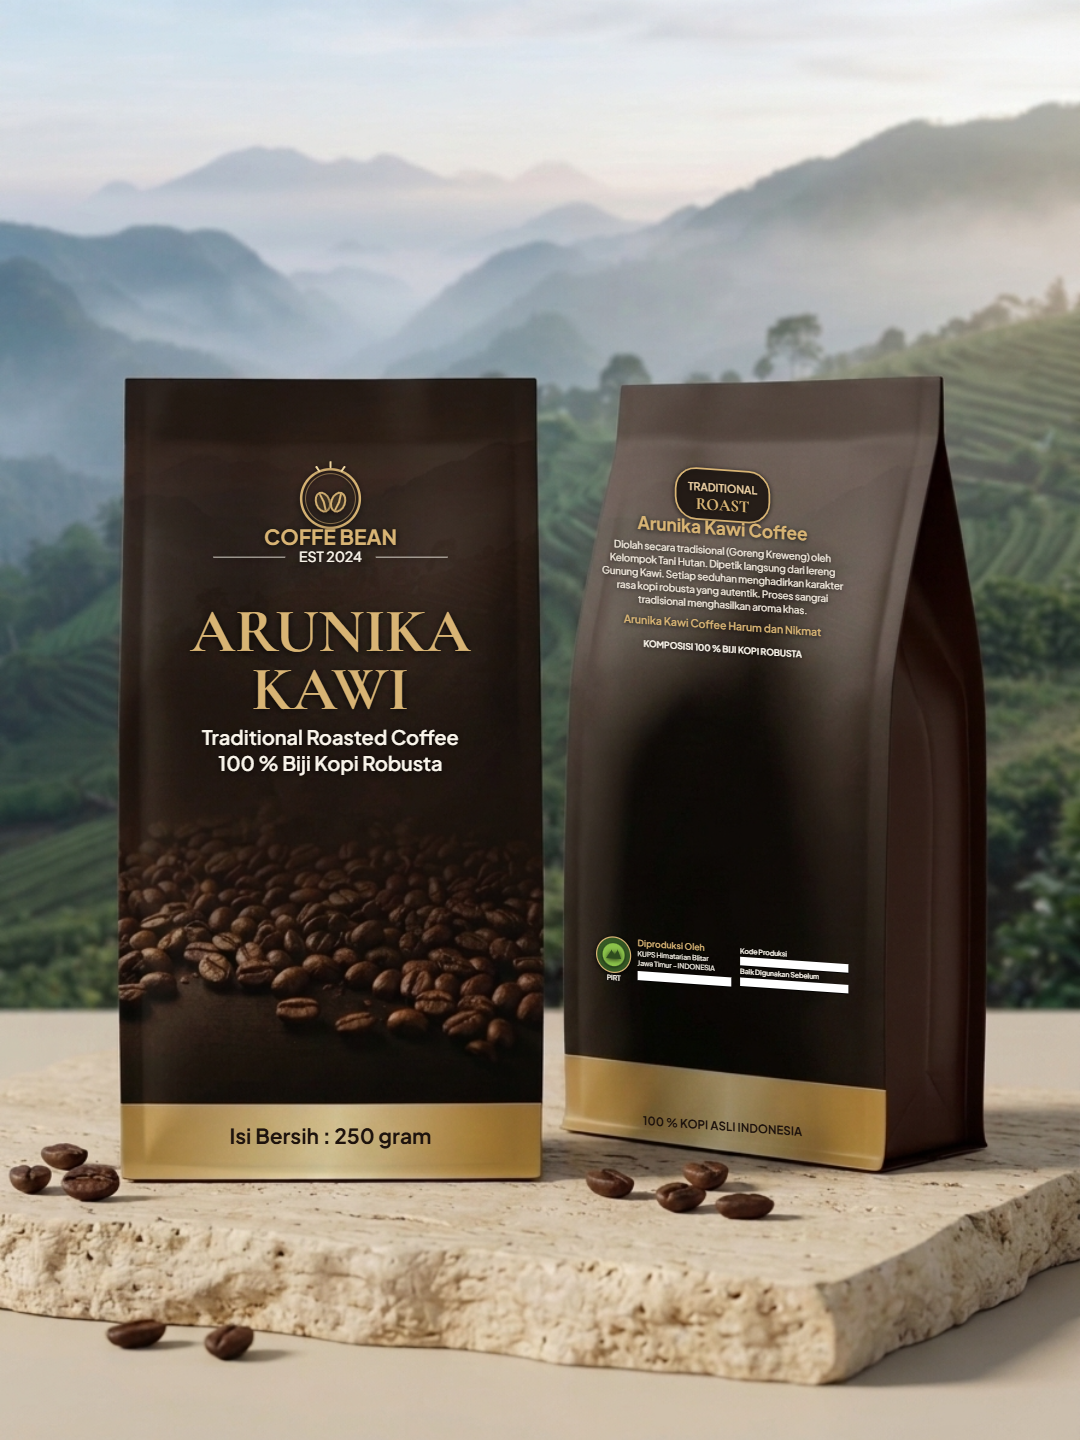 COFFE BEAN
EST 2024
ARUNIKA
KAWI
Traditional Roasted Coffee
100 % Biji Kopi Robusta
Isi Bersih : 250 gram
TRADITIONAL
ROAST
Arunika Kawi Coffee
Diolah secara tradisional (Goreng Kreweng) oleh
Kelompok Tani Hutan. Dipetik langsung dari lereng
Gunung Kawi. Setiap seduhan menghadirkan karakter
rasa kopi robusta yang autentik. Proses sangrai
tradisional menghasilkan aroma khas.
Arunika Kawi Coffee Harum dan Nikmat
KOMPOSISI 100 % BIJI KOPI ROBUSTA
PIRT
Diproduksi Oleh
KUPS Himatarian Blitar
Jawa Timur - INDONESIA
Kode Produksi
Baik Digunakan Sebelum
100 % KOPI ASLI INDONESIA